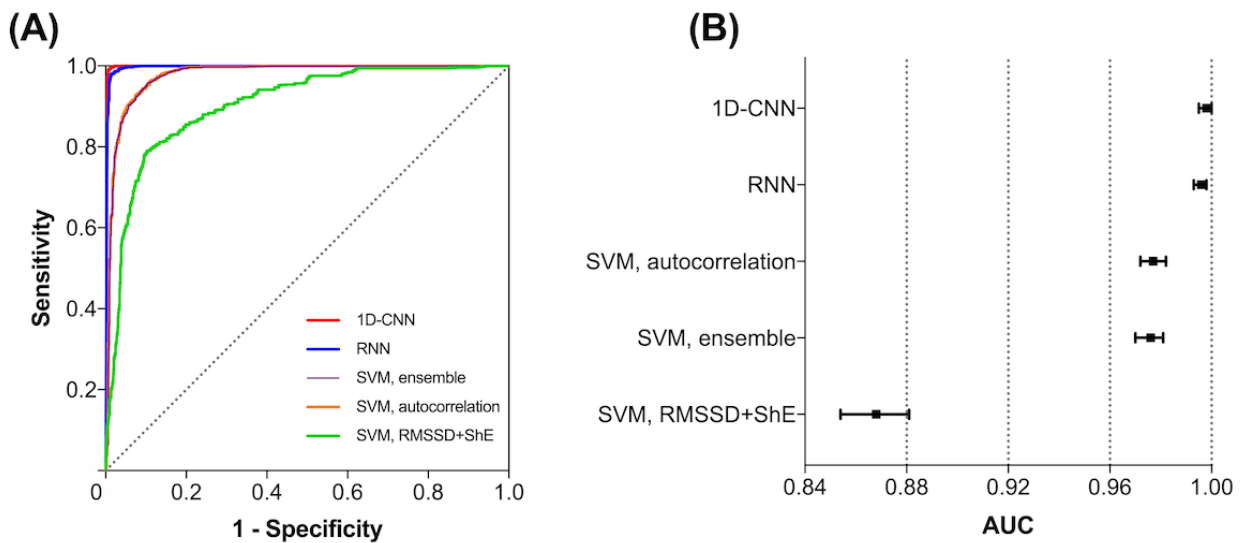 (A)
1.0
0.8
0.6
0.4
0.2
0
0.2
0.4
0.6
0.8
1.0
Sensitivity
1 - Specificity
1D-CNN
RNN
SVM, ensemble
SVM, autocorrelation
SVM, RMSSD+ShE
(B)
1D-CNN
RNN
SVM, autocorrelation
SVM, ensemble
SVM, RMSSD+ShE
0.84
0.88
0.92
0.96
1.00
AUC